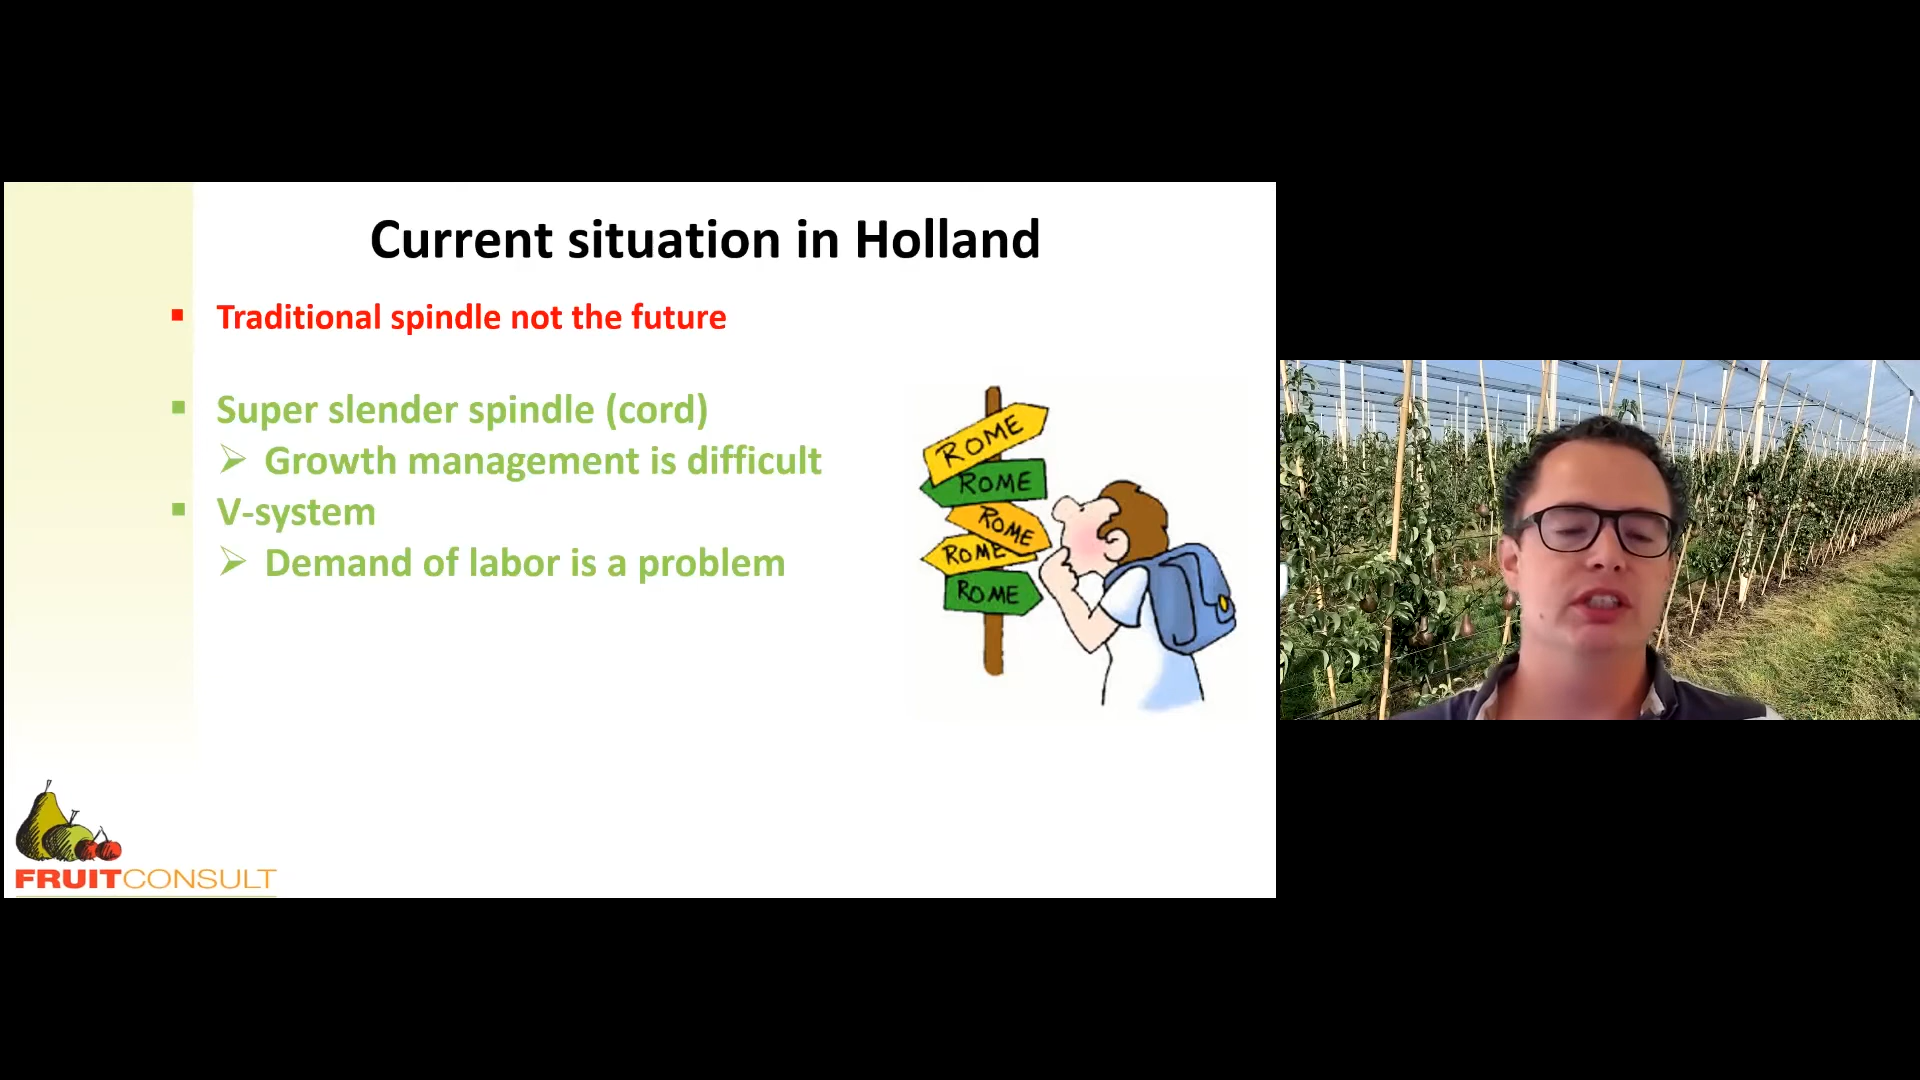 Current situation in Holland
Traditional spindle not the future
Super slender spindle (cord)
Growth management is difficult
V-system
Demand of labor is a problem
ROME
ROME
ROME
ROME
ROME
FRUITCONSULT